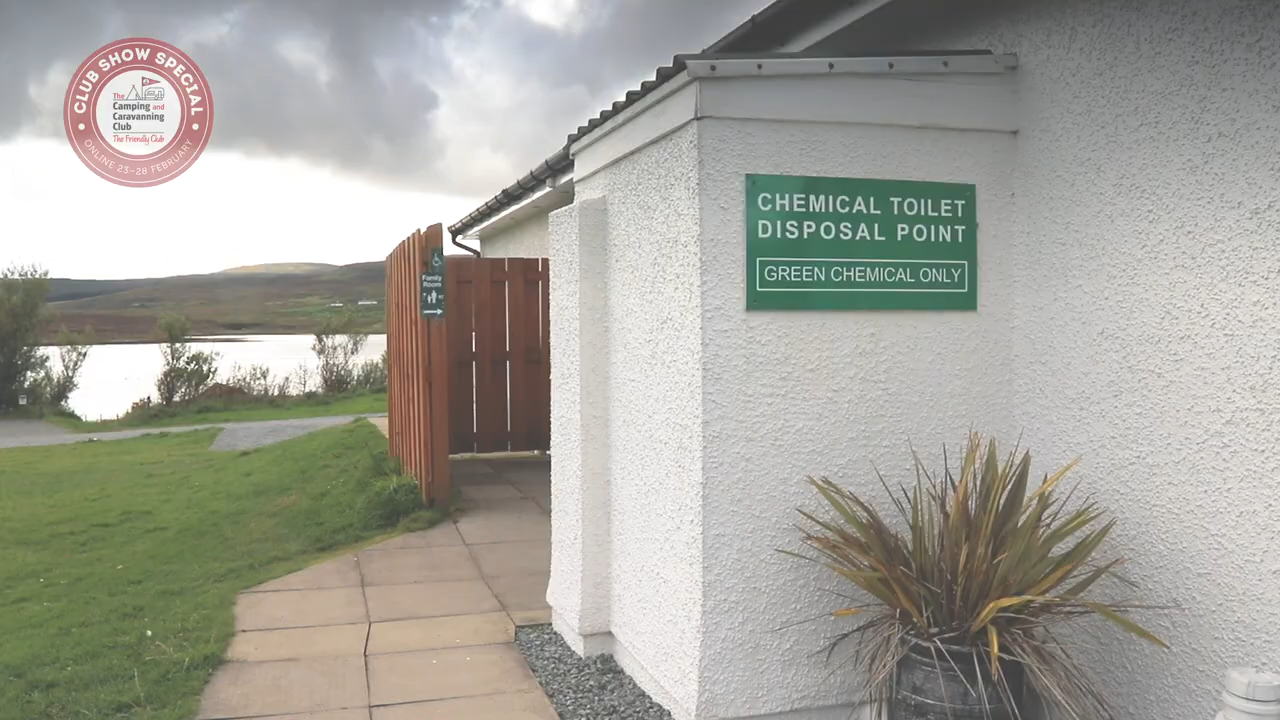 CLUB SHOW SPECIAL
The
Camping and
Caravanning
Club
The Friendly Club
ONLINE 23–28 FEBRUARY
CHEMICAL TOILET
DISPOSAL POINT
GREEN CHEMICAL ONLY
Family
Room